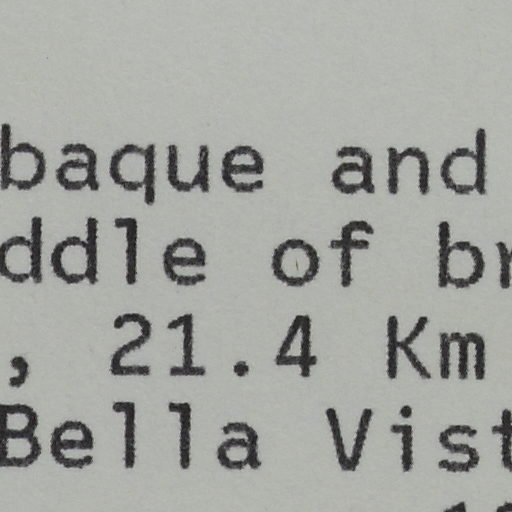 baque and
ddle of br
, 21.4 Km
Bella Vist